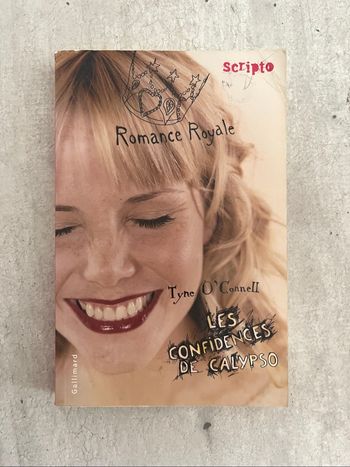 scripto
Romance Royale
Tyne O'Connell
LES
CONFIDENCES
DE CALYPSO
Gallimard